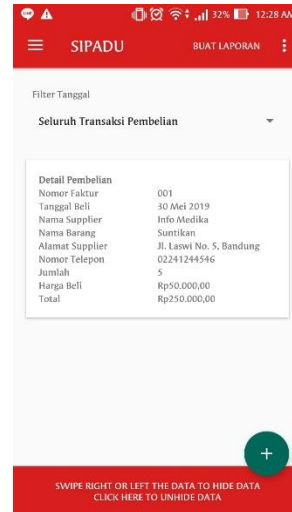 32% 12:28 AM
SIPADU BUAT LAPORAN
Filter Tanggal
Seluruh Transaksi Pembelian
Detail Pembelian
Nomor Faktur 001
Tanggal Beli 30 Mei 2019
Nama Supplier Info Medika
Nama Barang Suntikan
Alamat Supplier Jl. Laswi No. 5, Bandung
Nomor Telepon 02241244546
Jumlah 5
Harga Beli Rp50.000,00
Total Rp250.000,00
+
SWIPE RIGHT OR LEFT THE DATA TO HIDE DATA
CLICK HERE TO UNHIDE DATA